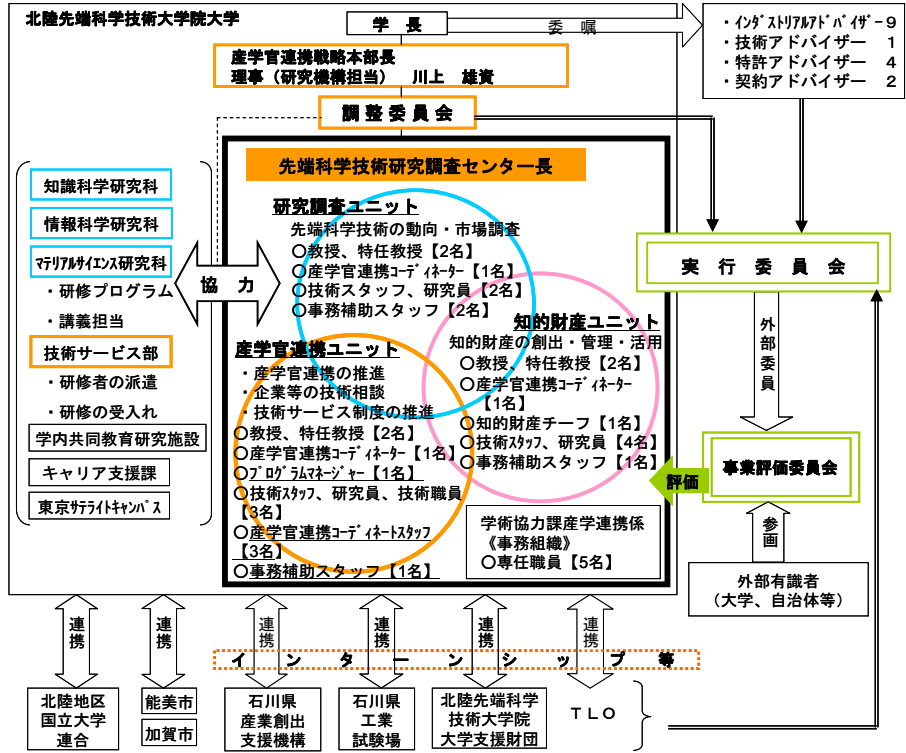 北陸先端科学技術大学院大学
学　長
委　嘱
・ｲﾝﾀﾞｽﾄﾘｱﾙｱﾄﾞﾊﾞｲｻﾞｰ 9
・技術アドバイザー　1
・特許アドバイザー　4
・契約アドバイザー　2
産学官連携戦略本部長
理事（研究機構担当）　川上　雄資
調 整 委 員 会
先端科学技術研究調査センター長
知識科学研究科
情報科学研究科
ﾏﾃﾘｱﾙサイエンス研究科
・研修プログラム
・講義担当
技術サービス部
・研修者の派遣
・研修の受入れ
学内共同教育研究施設
キャリア支援課
東京ｻﾃﾗｲﾄｷｬﾝﾊﾟｽ
協　力
研究調査ユニット
先端科学技術の動向・市場調査
〇教授、特任教授【2名】
〇産学官連携ｺｰﾃﾞｨﾈｰﾀｰ【1名】
〇技術スタッフ、研究員【2名】
〇事務補助スタッフ【2名】
知的財産ユニット
知的財産の創出・管理・活用
〇教授、特任教授【2名】
〇産学官連携ｺｰﾃﾞｨﾈｰﾀｰ
【1名】
〇知的財産チーフ【1名】
〇技術ｽﾀｯﾌ、研究員【4名】
〇事務補助スタッフ【1名】
産学官連携ユニット
・産学官連携の推進
・企業等の技術相談
・技術サービス制度の推進
〇教授、特任教授【2名】
〇産学官連携ｺｰﾃﾞｨﾈｰﾀｰ【1名】
〇ﾌﾟﾛｸﾞﾗﾑﾏﾈｰｼﾞｬｰ【1名】
〇技術ｽﾀｯﾌ、研究員、技術職員
【3名】
〇産学官連携ｺｰﾃﾞｨﾈｰﾄｽﾀｯﾌ
【3名】
〇事務補助スタッフ【1名】
学術協力課産学連携係
《事務組織》
〇専任職員【5名】
実　行　委　員　会
外部委員
事業評価委員会
評価
参画
外部有識者
（大学、自治体等）
連携
連携
連携
連携
連携
連携
イ　ン　タ　ー　ン　シ　ッ　プ　等
北陸地区
国立大学
連合
能美市
加賀市
石川県
産業創出
支援機構
石川県
工業
試験場
北陸先端科学
技術大学院
大学支援財団
ＴＬＯ